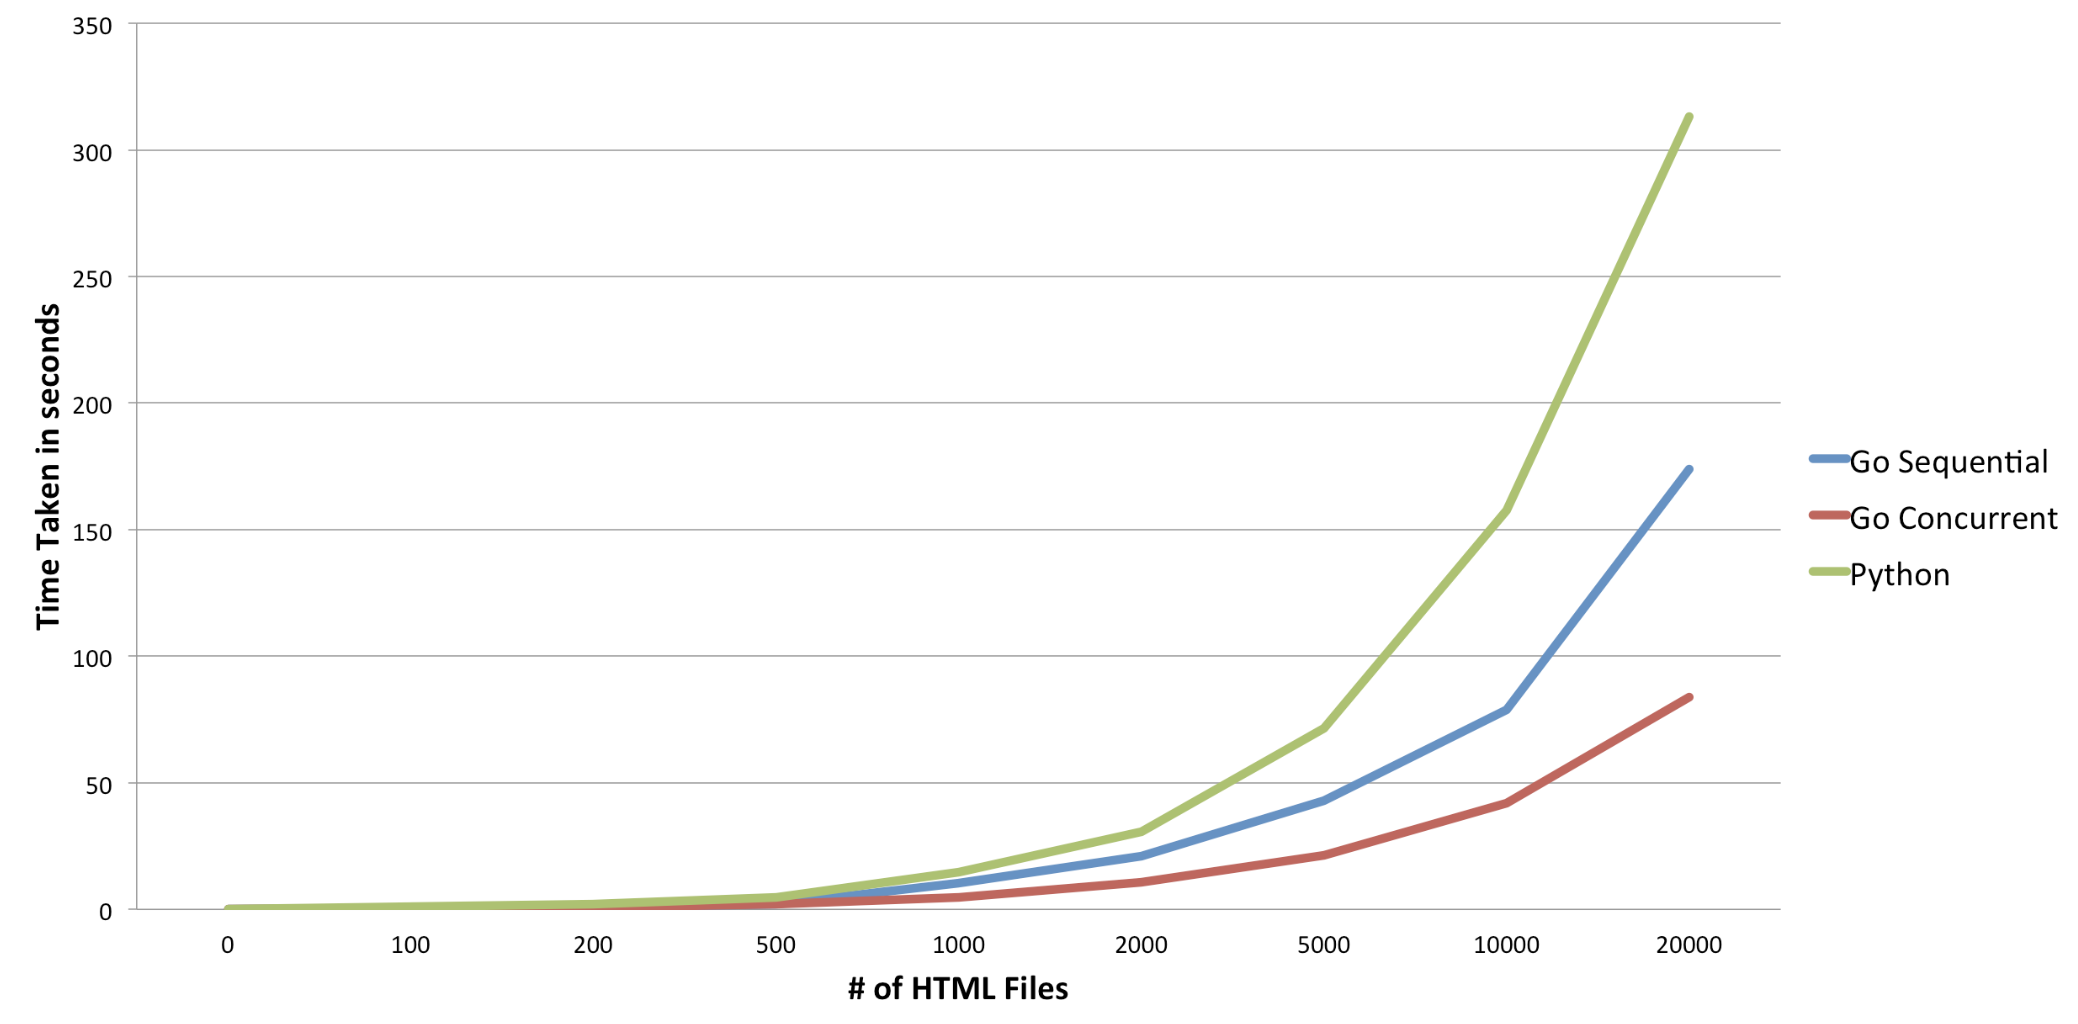 350
300
250
200
150
100
50
0
Time Taken in seconds
0 100 200 500 1000 2000 5000 10000 20000
# of HTML Files
Go Sequential
Go Concurrent
Python